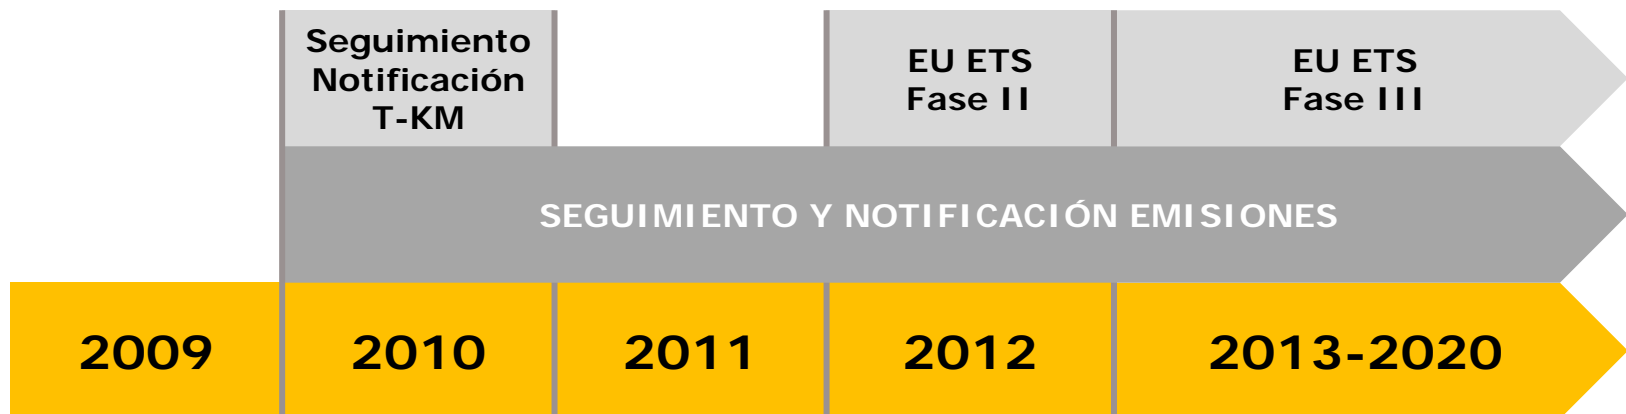 Seguimiento
Notificación
T-KM
EU ETS
Fase II
EU ETS
Fase III
SEGUIMIENTO Y NOTIFICACIÓN EMISIONES
2009
2010
2011
2012
2013-2020